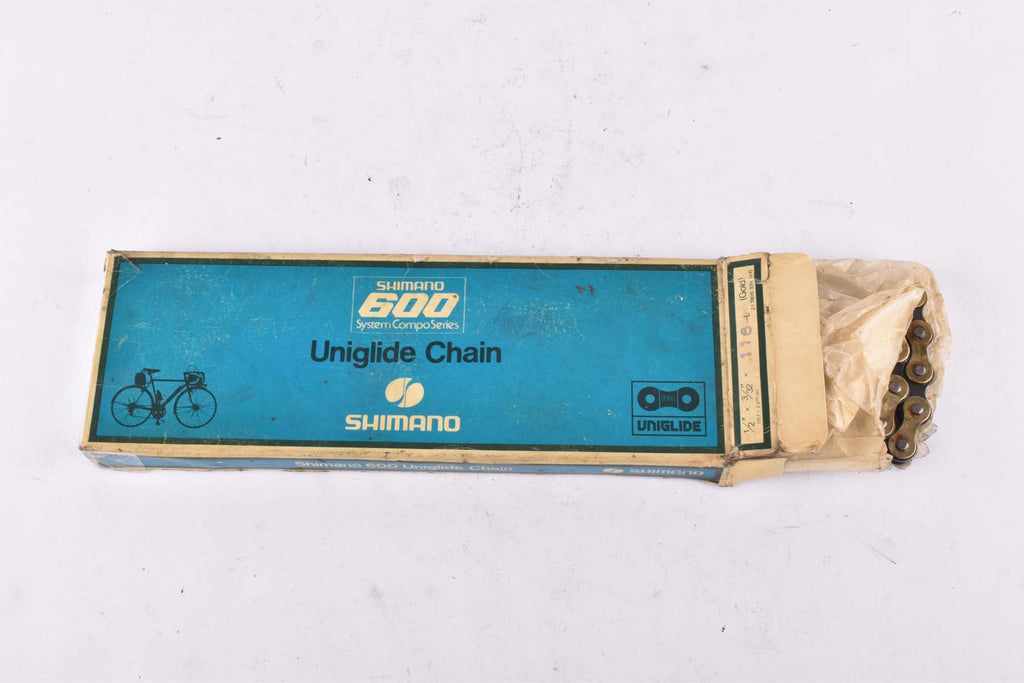 SHIMANO
600
System Compo Series
Uniglide Chain
SHIMANO
UNIGLIDE
Shimano 600 Uniglide Chain
SHIMANO
1/2" × 3/32" × 116 L (Gold)